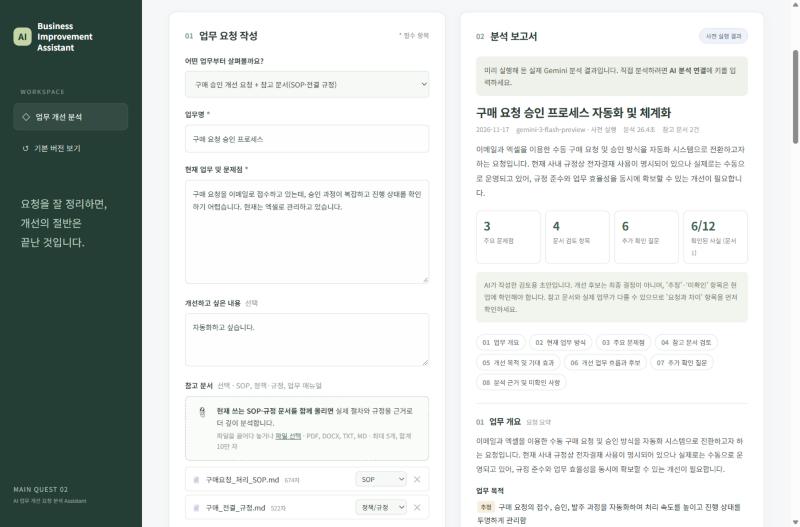 AI
Business
Improvement
Assistant
WORKSPACE
업무 개선 분석
기본 버전 보기
요청을 잘 정리하면,
개선의 절반은
끝난 것입니다.
MAIN QUEST 02
AI 업무 개선 요청 분석 Assistant
01 업무 요청 작성
* 필수 항목
어떤 업무부터 살펴볼까요?
구매 승인 개선 요청 + 참고 문서(SOP·전결 규정)
업무명 *
구매 요청 승인 프로세스
현재 업무 및 문제점 *
구매 요청을 이메일로 접수하고 있는데, 승인 과정이 복잡하고 진행 상태를 확인
하기 어렵습니다. 현재는 엑셀로 관리하고 있습니다.
개선하고 싶은 내용 선택
자동화하고 싶습니다.
참고 문서 선택 · SOP, 정책·규정, 업무 매뉴얼
현재 쓰는 SOP·규정 문서를 함께 올리면 실제 절차와 규정을 근거로
더 깊이 분석합니다.
파일을 끌어다 놓거나 파일 선택 · PDF, DOCX, TXT, MD · 최대 5개, 합계
10만 자
구매요청_처리_SOP.md 674자
SOP
구매_전결_규정.md 522자
정책/규정
02 분석 보고서
사전 실행 결과
미리 실행해 둔 실제 Gemini 분석 결과입니다. 직접 분석하려면 AI 분석 연결에 키를 입
력하세요.
구매 요청 승인 프로세스 자동화 및 체계화
2026-11-17 gemini-3-flash-preview · 사전 실행 분석 26.4초 참고 문서 2건
이메일과 엑셀을 이용한 수동 구매 요청 및 승인 방식을 자동화 시스템으로 전환하고자
하는 요청입니다. 현재 사내 규정상 전자결재 사용이 명시되어 있으나 실제로는 수동으
로 운영되고 있어, 규정 준수와 업무 효율성을 동시에 확보할 수 있는 개선이 필요합니
다.
3
주요 문제점
4
문서 검토 항목
6
추가 확인 질문
6/12
확인된 사실 (문서
1)
AI가 작성한 검토용 초안입니다. 개선 후보는 최종 결정이 아니며, '추정'·'미확인' 항목은 현
업에 확인해야 합니다. 참고 문서와 실제 업무가 다를 수 있으므로 '요청과 차이' 항목을 먼저
확인하세요.
01 업무 개요
02 현재 업무 방식
03 주요 문제점
04 참고 문서 검토
05 개선 목적 및 기대 효과
06 개선 업무 흐름과 후보
07 추가 확인 질문
08 분석 근거 및 미확인 사항
01 업무 개요 요청 요약
이메일과 엑셀을 이용한 수동 구매 요청 및 승인 방식을 자동화 시스템으로 전환하고자 하
는 요청입니다. 현재 사내 규정상 전자결재 사용이 명시되어 있으나 실제로는 수동으로 운
영되고 있어, 규정 준수와 업무 효율성을 동시에 확보할 수 있는 개선이 필요합니다.
업무 목적
추정 구매 요청의 접수, 승인, 발주 과정을 자동화하여 처리 속도를 높이고 진행 상태를
투명하게 관리함